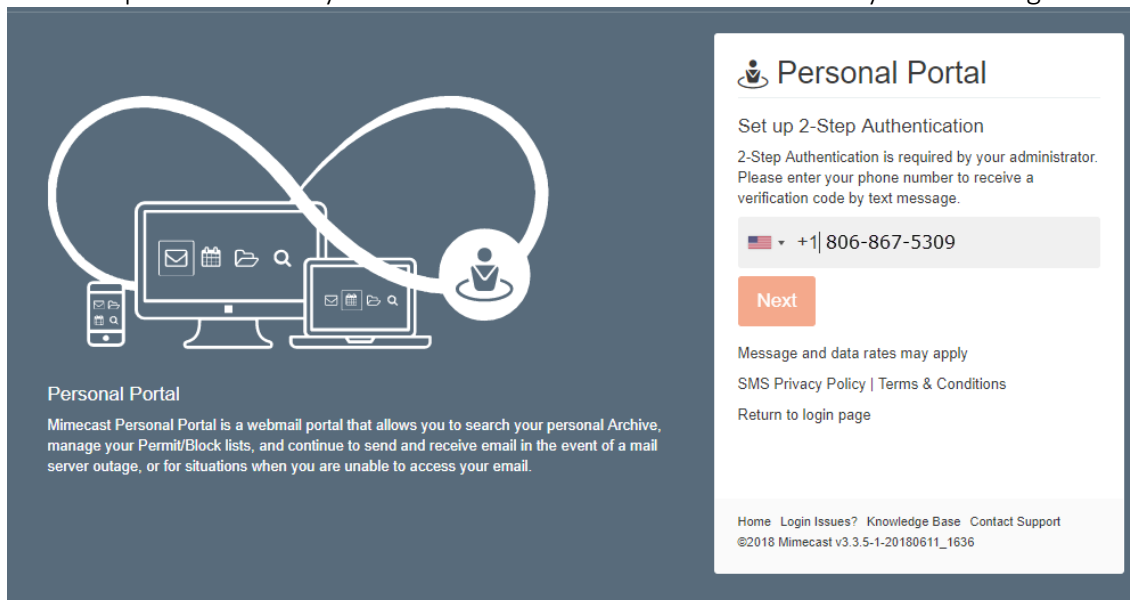 Personal Portal
Set up 2-Step Authentication
2-Step Authentication is required by your administrator.
Please enter your phone number to receive a
verification code by text message.
+1 806-867-5309
Next
Message and data rates may apply
SMS Privacy Policy | Terms & Conditions
Return to login page
Home Login Issues? Knowledge Base Contact Support
©2018 Mimecast v3.3.5-1-20180611_1636
Personal Portal
Mimecast Personal Portal is a webmail portal that allows you to search your personal Archive,
manage your Permit/Block lists, and continue to send and receive email in the event of a mail
server outage, or for situations when you are unable to access your email.